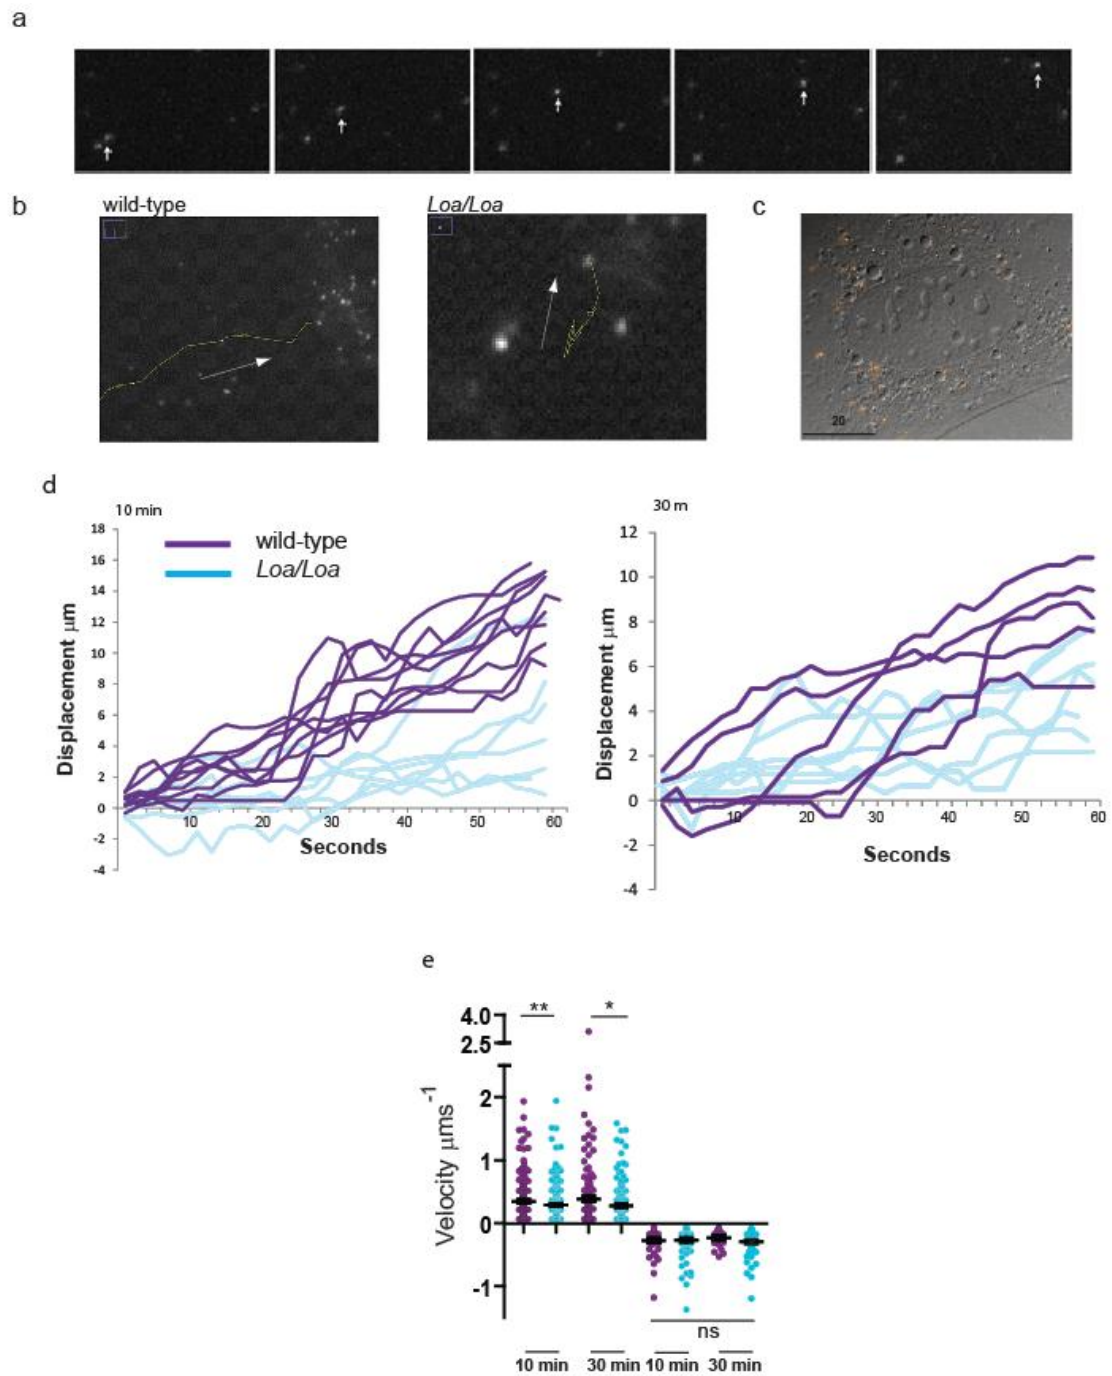 a
b
wild-type
Loa/Loa
c
20
d
10 min
wild-type
Loa/Loa
Displacement µm
18
16
14
12
10
8
6
4
2
0
-2
-4
10 20 30 40 50 60
Seconds
30 m
Displacement µm
12
10
8
6
4
2
0
-2
-4
10 20 30 40 50 60
Seconds
e
Velocity µms⁻¹
4.0
2.5
2
1
0
-1
** *
ns
10 min 30 min 10 min 30 min